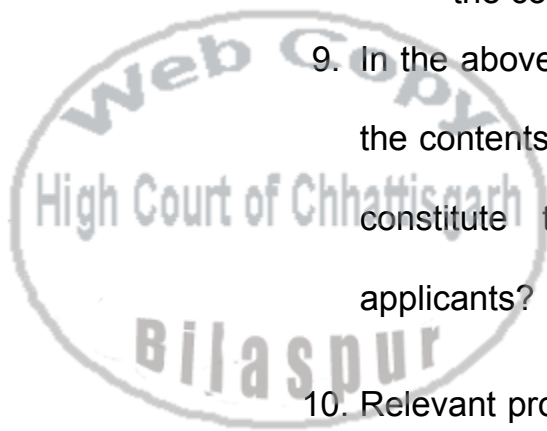 the co
9. In the above
the contents
constitute t
applicants?
10. Relevant pro
Web Copy
High Court of Chhattisgarh
Bilaspur